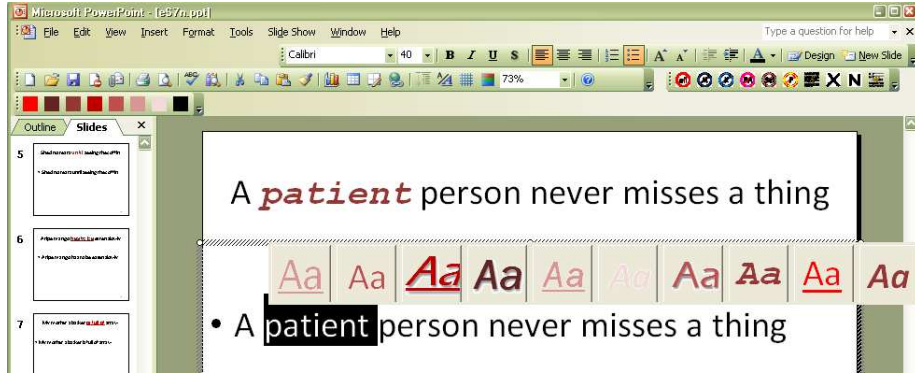 Microsoft PowerPoint - [e57n.ppt]
File Edit View Insert Format Tools Slide Show Window Help Type a question for help
Calibri 40 B I U S A A A Design New Slide
ABC 73% X N
Outline Slides
5
A patient person never misses a thing
6
Aa Aa Aa Aa Aa Aa Aa Aa Aa Aa
7
• A patient person never misses a thing